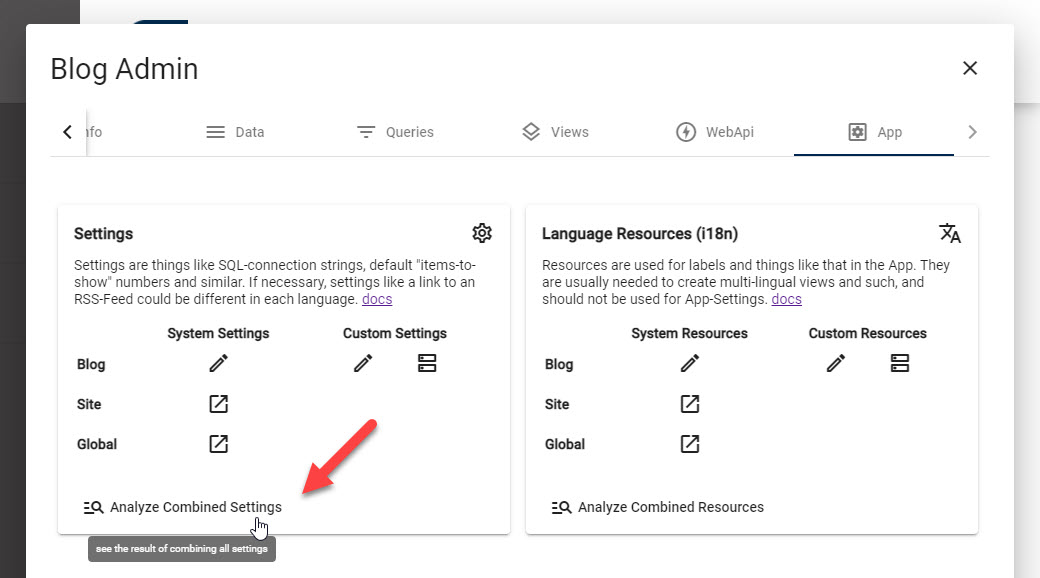 Blog Admin
Data
Queries
Views
WebApi
App
Settings
Settings are things like SQL-connection strings, default "items-to-
show" numbers and similar. If necessary, settings like a link to an
RSS-Feed could be different in each language. docs
System Settings
Custom Settings
Blog
Site
Global
Analyze Combined Settings
see the result of combining all settings
Language Resources (i18n)
Resources are used for labels and things like that in the App. They
are usually needed to create multi-lingual views and such, and
should not be used for App-Settings. docs
System Resources
Custom Resources
Blog
Site
Global
Analyze Combined Resources